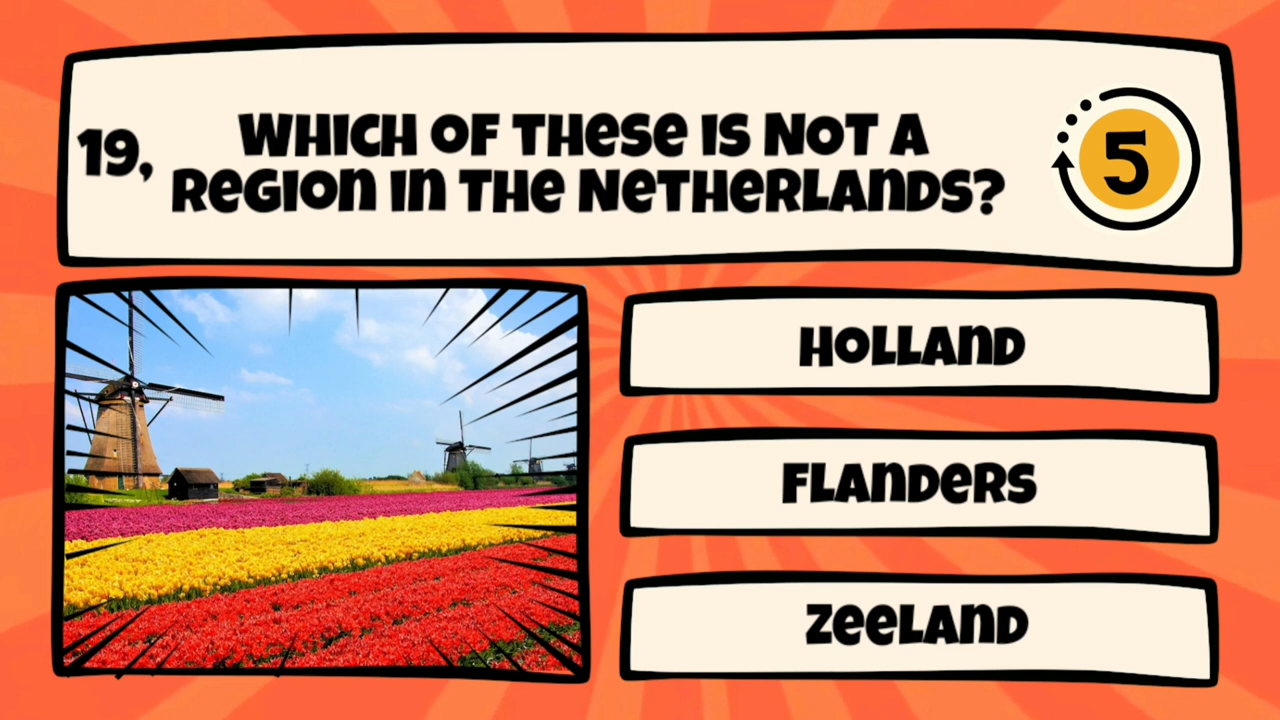 19,
WHICH OF THESE IS NOT A
REGION IN THE NETHERLANDS?
5
HOLLAND
FLANDERS
ZEELAND